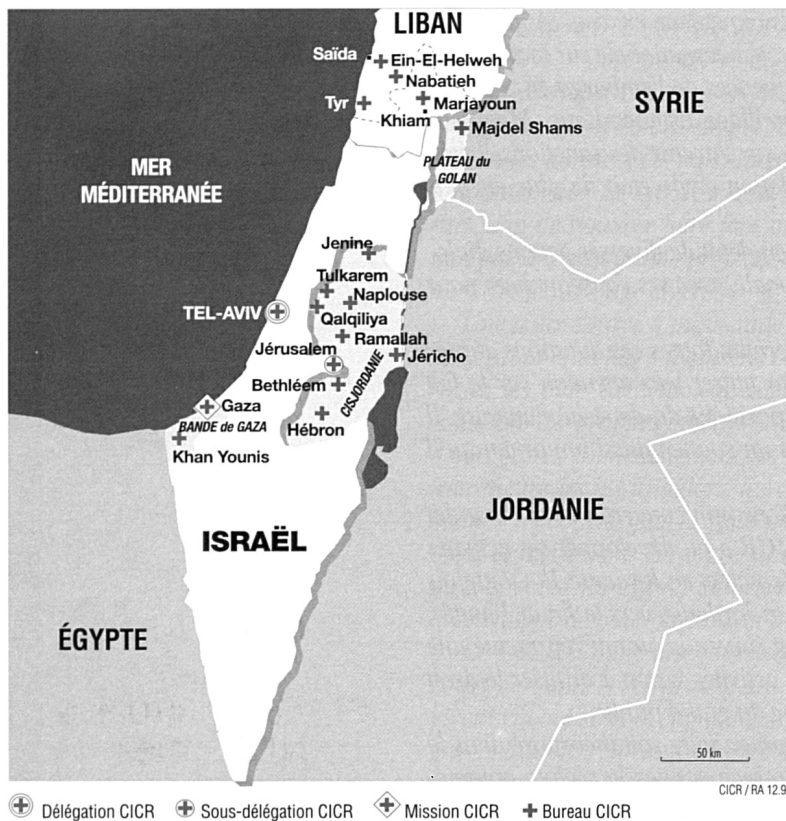 LIBAN
Saïda
Ein-El-Helweh
Nabatieh
Tyr
Marjayoun
Khiam
Majdel Shams
SYRIE
PLATEAU du
GOLAN
MER
MÉDITERRANÉE
Jenine
Tulkarem
Naplouse
TEL-AVIV
Qalqiliya
Ramallah
Jérusalem
Jéricho
Bethléem
CISJORDANIE
Gaza
BANDE de GAZA
Hébron
Khan Younis
ISRAËL
JORDANIE
ÉGYPTE
50 km
CICR / RA 12.9
Délégation CICR
Sous-délégation CICR
Mission CICR
Bureau CICR